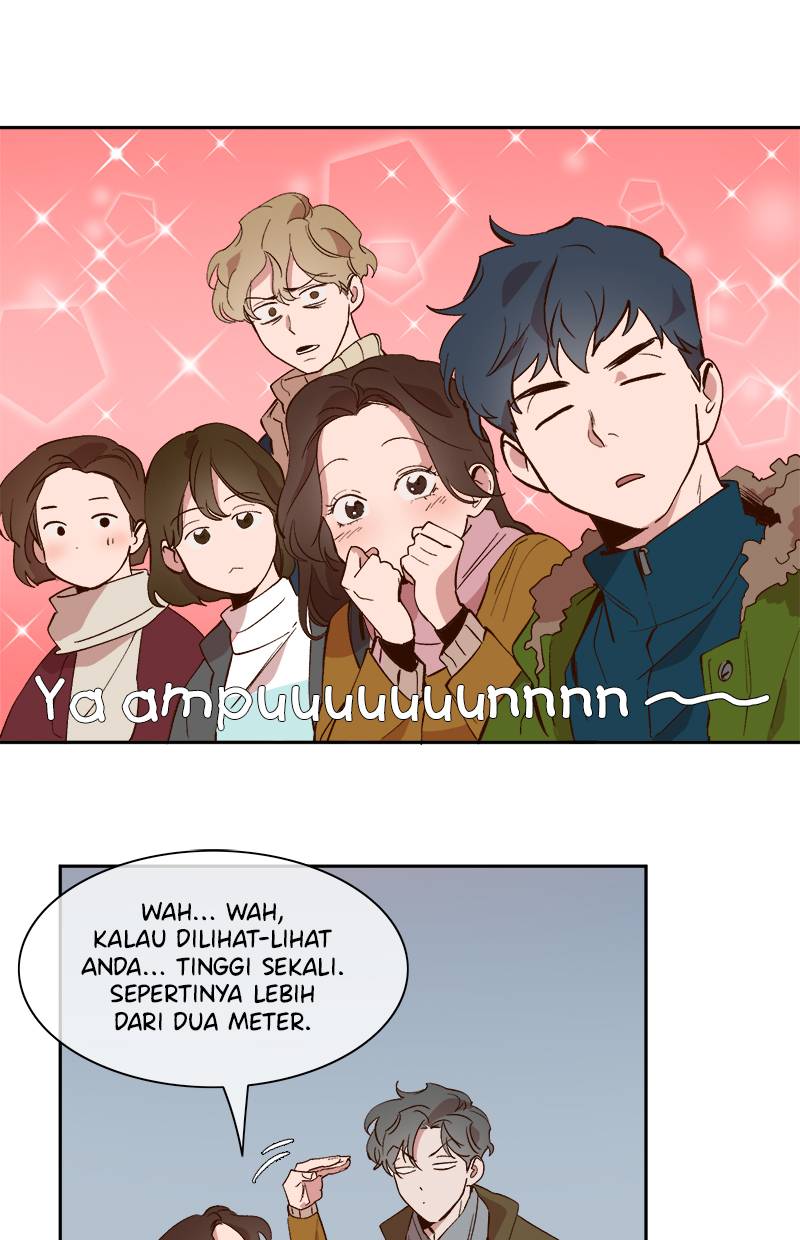 Ya ampuuuuuuunnnn ~
WAH... WAH,
KALAU DILIHAT-LIHAT
ANDA... TINGGI SEKALI.
SEPERTINYA LEBIH
DARI DUA METER.